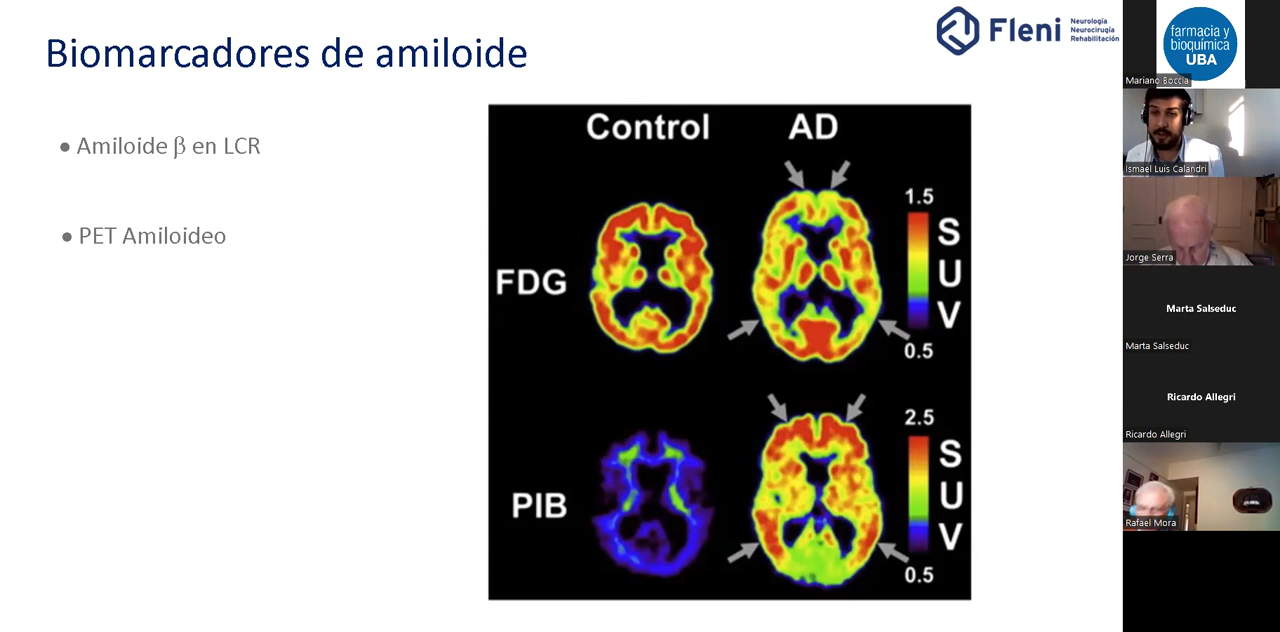 Biomarcadores de amiloide
Fleni
Neurología
Neurocirugía
Rehabilitación
• Amiloide β en LCR
• PET Amiloideo
Control
AD
FDG
1.5
SUV
0.5
PIB
2.5
SUV
0.5
farmacia y
bioquímica
UBA
Mariano Boccia
Ismael Luis Calandri
Jorge Serra
Marta Salseduc
Marta Salseduc
Ricardo Allegri
Ricardo Allegri
Rafael Mora